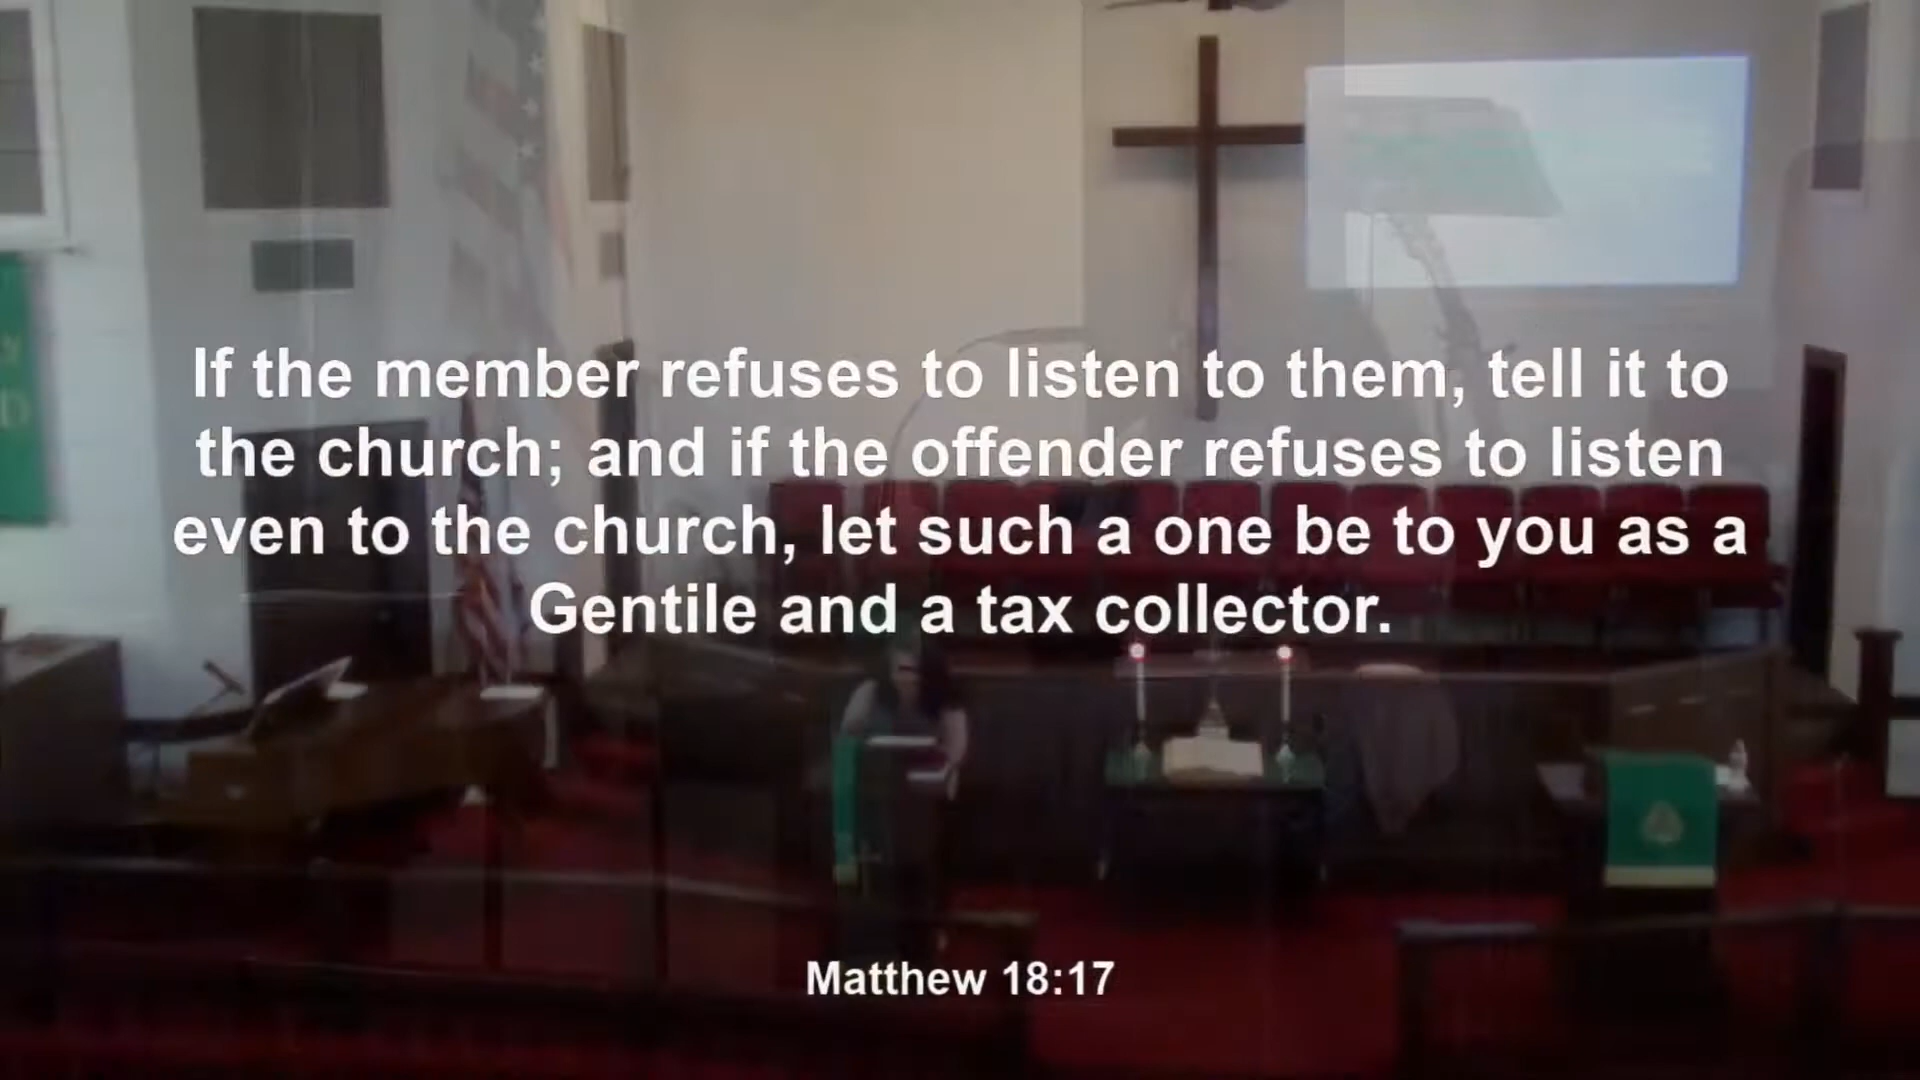 If the member refuses to listen to them, tell it to
the church; and if the offender refuses to listen
even to the church, let such a one be to you as a
Gentile and a tax collector.
Matthew 18:17